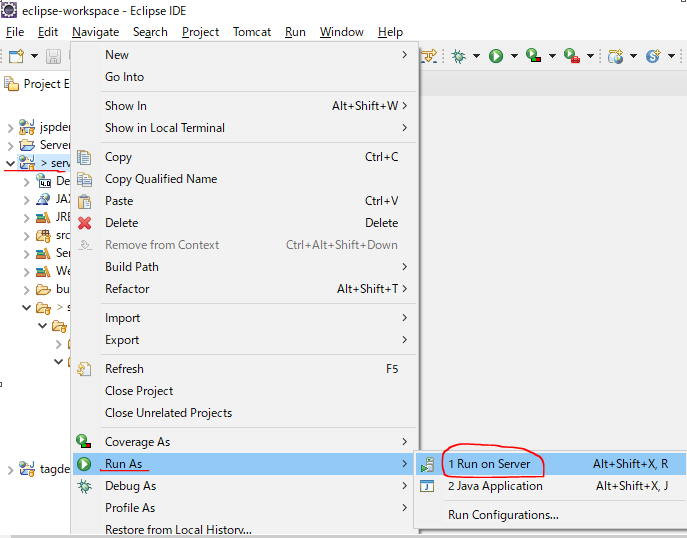 eclipse-workspace - Eclipse IDE
File Edit Navigate Search Project Tomcat Run Window Help
Project E
jspder
Server
> serv
De
JAX
JRE
src
Ser
We
bu
> s
tagde
New
Go Into
Show In Alt+Shift+W
Show in Local Terminal
Copy Ctrl+C
Copy Qualified Name
Paste Ctrl+V
Delete Delete
Remove from Context Ctrl+Alt+Shift+Down
Build Path
Refactor Alt+Shift+T
Import
Export
Refresh F5
Close Project
Close Unrelated Projects
Coverage As
Run As
Debug As
Profile As
Restore from Local History...
1 Run on Server Alt+Shift+X, R
2 Java Application Alt+Shift+X, J
Run Configurations...